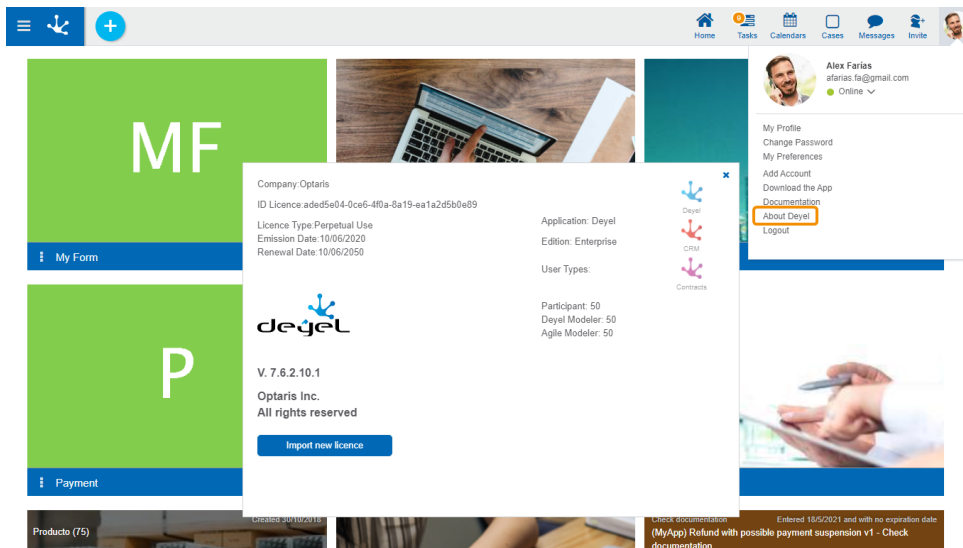 Home
9
Tasks
Calendars
Cases
Messages
Invite
Alex Farias
afarias.fa@gmail.com
Online
My Profile
Change Password
My Preferences
Add Account
Download the App
Documentation
About Deyel
Logout
MF
My Form
Company:Optaris
ID Licence:aded5e04-0ce6-4f0a-8a19-ea1a2d5b0e89
Licence Type:Perpetual Use
Emission Date:10/06/2020
Renewal Date:10/06/2050
Application: Deyel
Edition: Enterprise
User Types:
Participant: 50
Deyel Modeler: 50
Agile Modeler: 50
Deyel
CRM
Contracts
deyel
V. 7.6.2.10.1
Optaris Inc.
All rights reserved
Import new licence
P
Payment
Created 30/10/2018
Producto (75)
Check documentation
Entered 18/5/2021 and with no expiration date
(MyApp) Refund with possible payment suspension v1 - Check
documentation